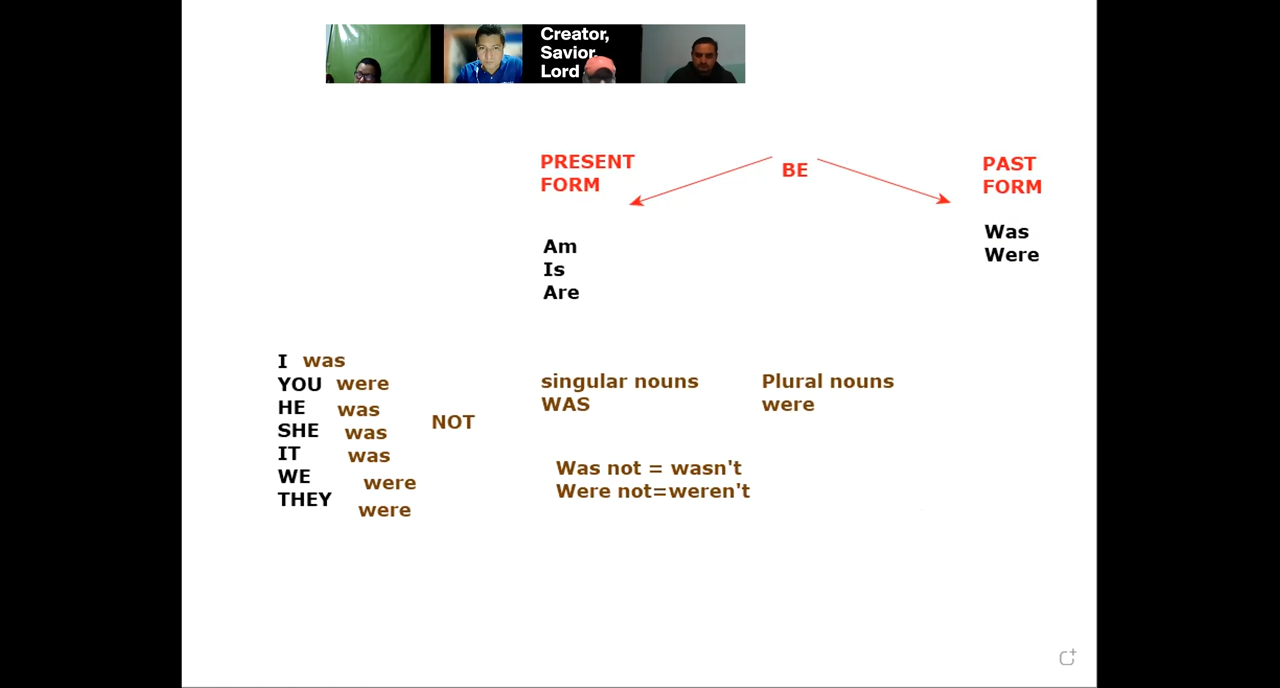 Creator,
Savior,
Lord
PRESENT
FORM
BE
PAST
FORM
Am
Is
Are
Was
Were
I was
YOU were
HE was
SHE was
IT was
WE were
THEY were
NOT
singular nouns
WAS
Plural nouns
were
Was not = wasn't
Were not=weren't